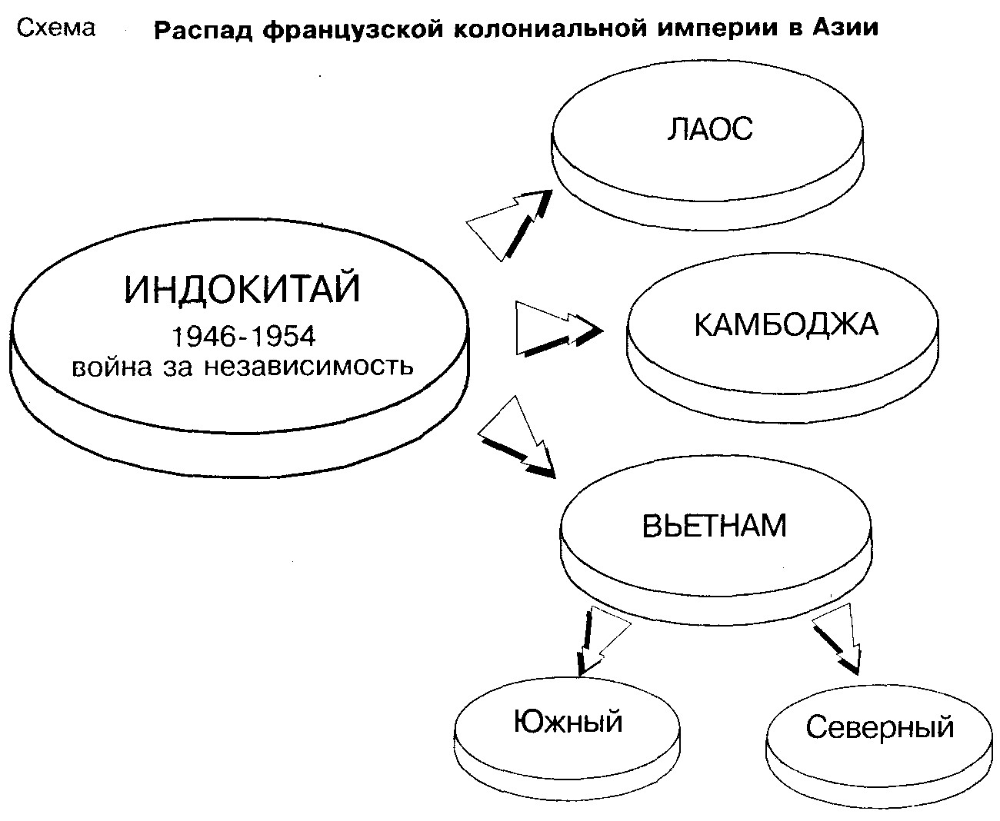 Схема Распад французской колониальной империи в Азии
ЛАОС
ИНДОКИТАЙ
1946-1954
война за независимость
КАМБОДЖА
ВЬЕТНАМ
Южный
Северный